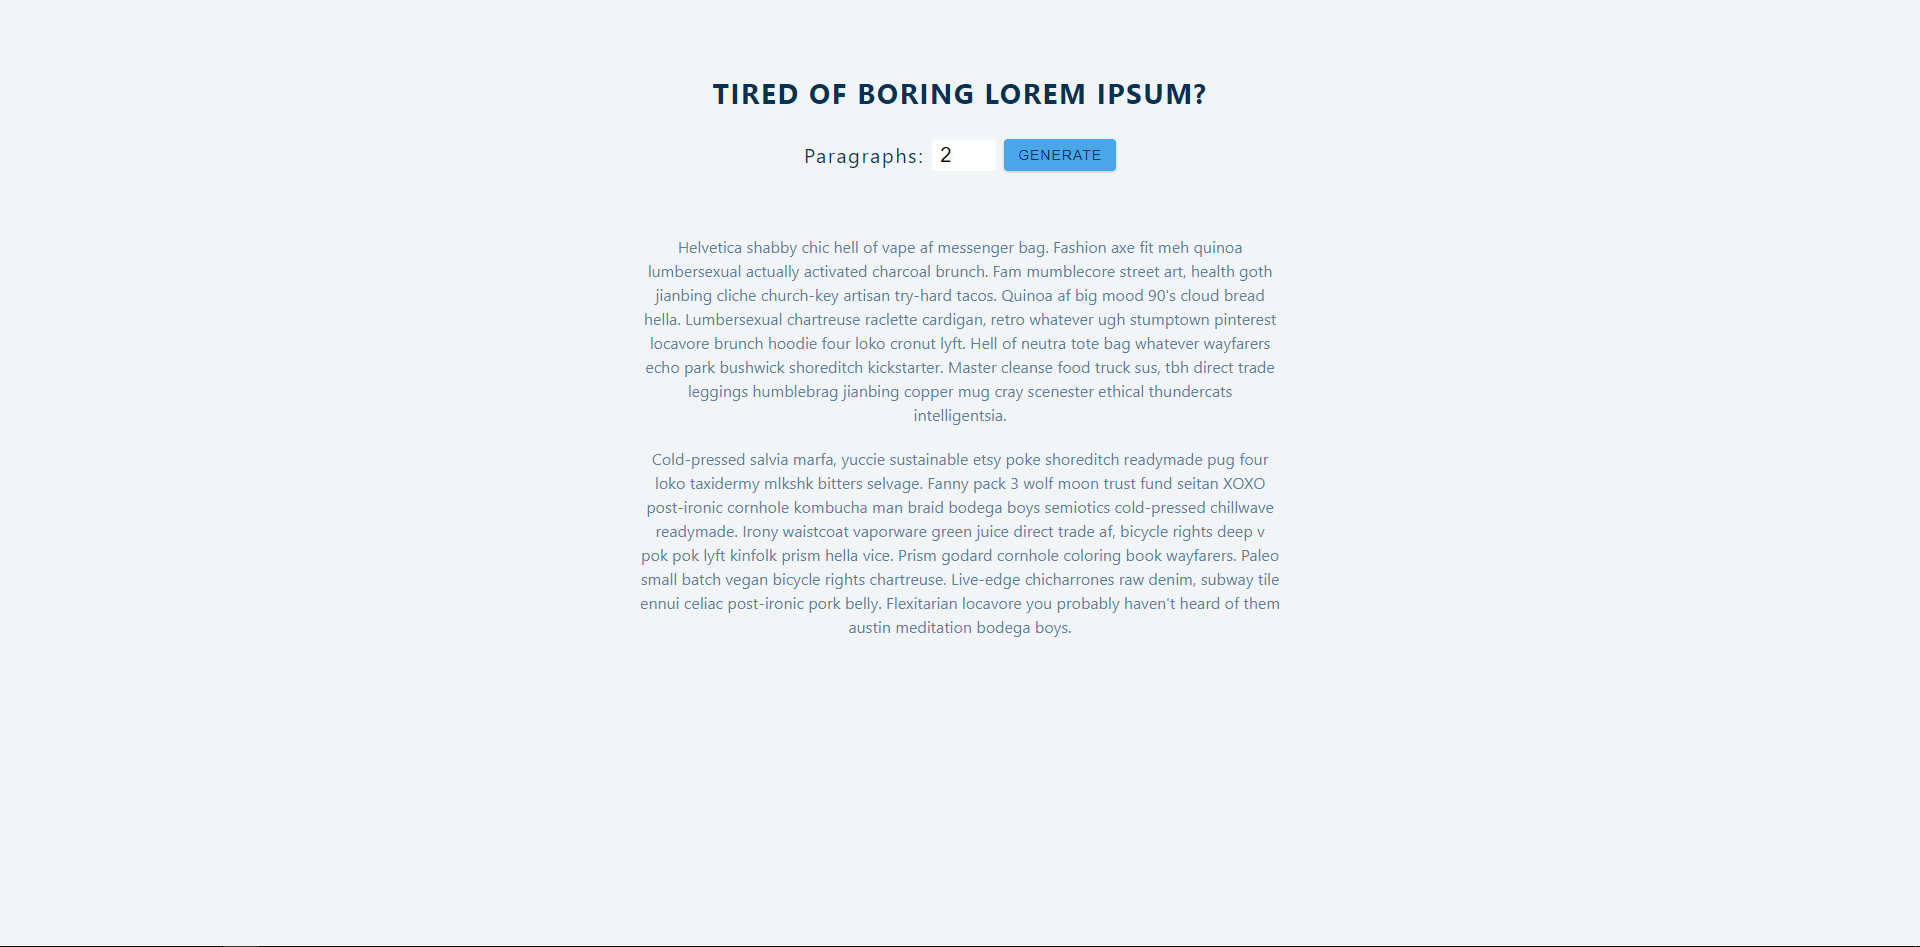 TIRED OF BORING LOREM IPSUM?
Paragraphs: 2 GENERATE
Helvetica shabby chic hell of vape af messenger bag. Fashion axe fit meh quinoa
lumbersexual actually activated charcoal brunch. Fam mumblecore street art, health goth
jianbing cliche church-key artisan try-hard tacos. Quinoa af big mood 90's cloud bread
hella. Lumbersexual chartreuse raclette cardigan, retro whatever ugh stumptown pinterest
locavore brunch hoodie four loko cronut lyft. Hell of neutra tote bag whatever wayfarers
echo park bushwick shoreditch kickstarter. Master cleanse food truck sus, tbh direct trade
leggings humblebrag jianbing copper mug cray scenester ethical thundercats
intelligentsia.
Cold-pressed salvia marfa, yuccie sustainable etsy poke shoreditch readymade pug four
loko taxidermy mlkshk bitters selvage. Fanny pack 3 wolf moon trust fund seitan XOXO
post-ironic cornhole kombucha man braid bodega boys semiotics cold-pressed chillwave
readymade. Irony waistcoat vaporware green juice direct trade af, bicycle rights deep v
pok pok lyft kinfolk prism hella vice. Prism godard cornhole coloring book wayfarers. Paleo
small batch vegan bicycle rights chartreuse. Live-edge chicharrones raw denim, subway tile
ennui celiac post-ironic pork belly. Flexitarian locavore you probably haven't heard of them
austin meditation bodega boys.